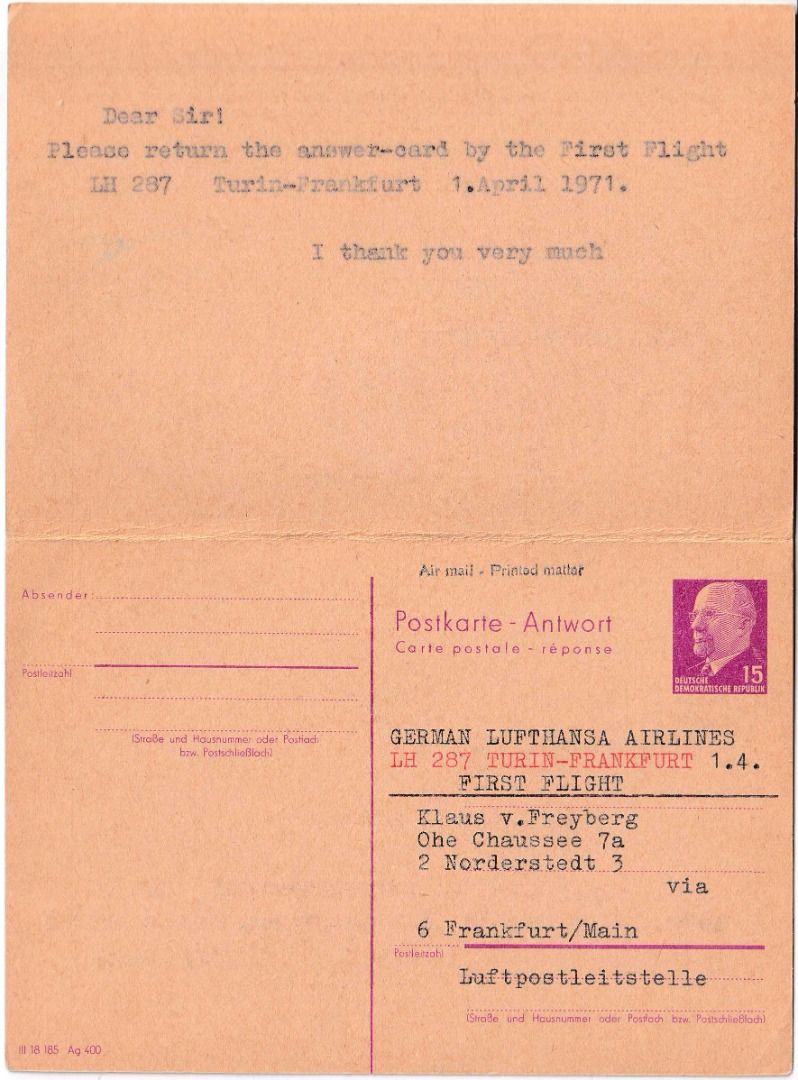 Dear Sir!
Please return the answer-card by the First Flight
LH 287 Turin-Frankfurt 1.April 1971.
I thank you very much
Air mail - Printed matter
Absender:
Postkarte - Antwort
Carte postale - réponse
Postleitzahl
15
DEUTSCHE
DEMOKRATISCHE REPUBLIK
(Straße und Hausnummer oder Postfach
bzw. Postschließfach)
GERMAN LUFTHANSA AIRLINES
LH 287 TURIN-FRANKFURT 1.4.
FIRST FLIGHT
Klaus v.Freyberg
Ohe Chaussee 7a
2 Norderstedt 3
via
6 Frankfurt/Main
Postleitzahl
Luftpostleitstelle
(Straße und Hausnummer oder Postfach bzw. Postschließfach)
III 18 185 Ag 400